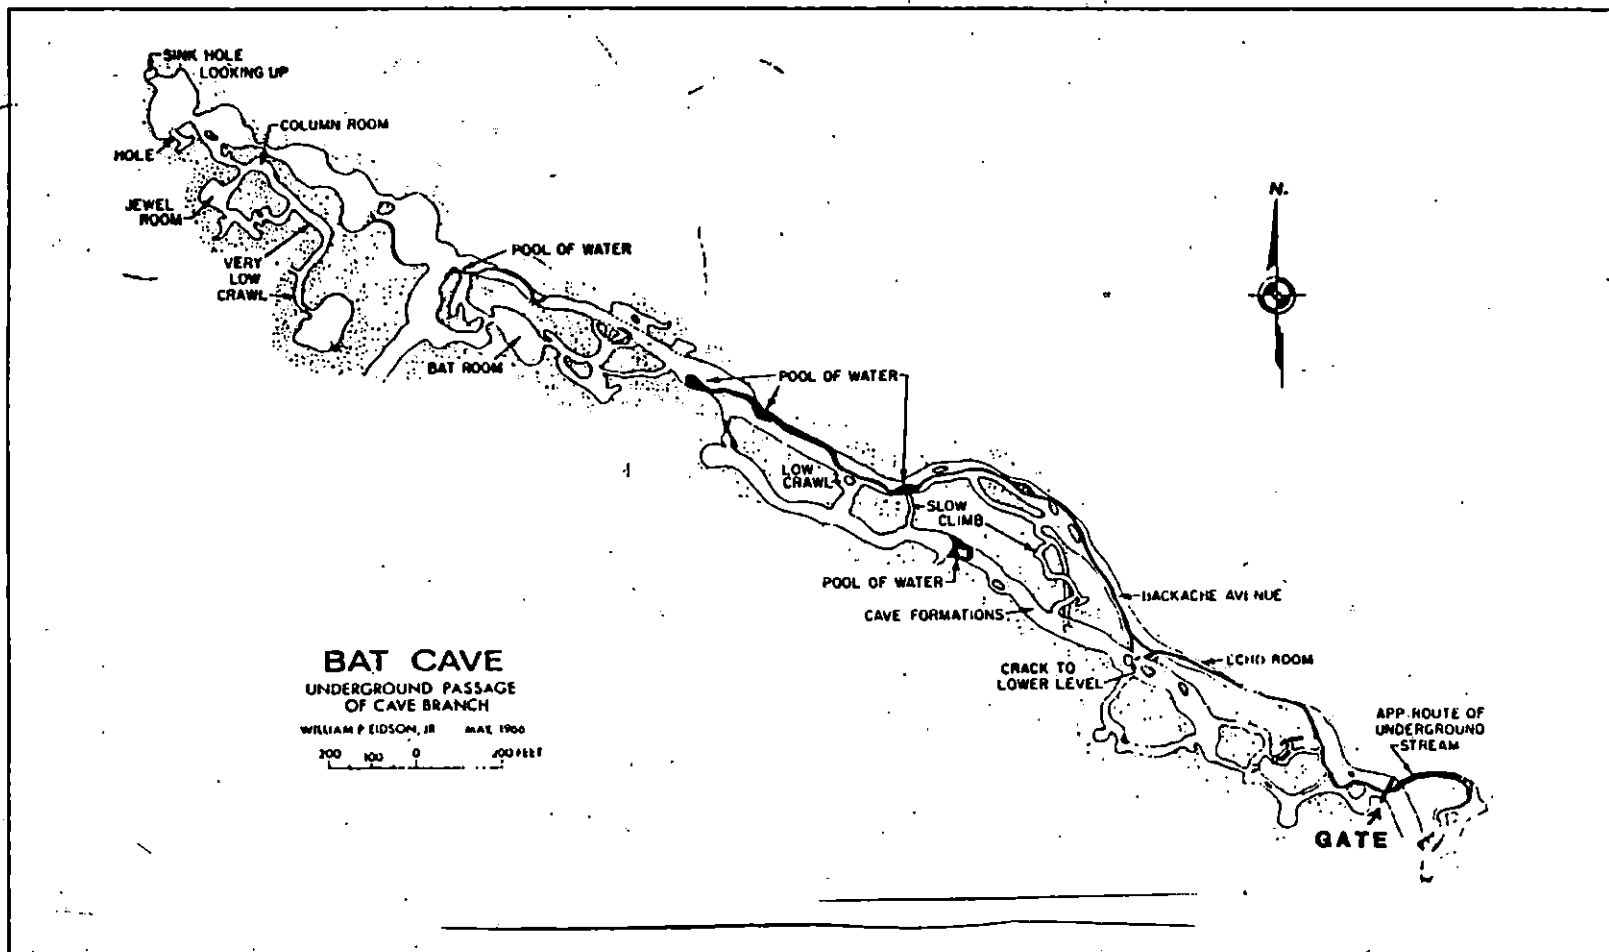 SINK HOLE
LOOKING UP
COLUMN ROOM
HOLE
JEWEL
ROOM
VERY
LOW
CRAWL
POOL OF WATER
BAT ROOM
N.
POOL OF WATER
LOW
CRAWL
SLOW
CLIMB
POOL OF WATER
CAVE FORMATIONS
BACKACHE AVENUE
ECHO ROOM
CRACK TO
LOWER LEVEL
APP. ROUTE OF
UNDERGROUND
STREAM
GATE
BAT CAVE
UNDERGROUND PASSAGE
OF CAVE BRANCH
WILLIAM P EIDSON, JR MAY, 1966
200 100 0 200 FEET